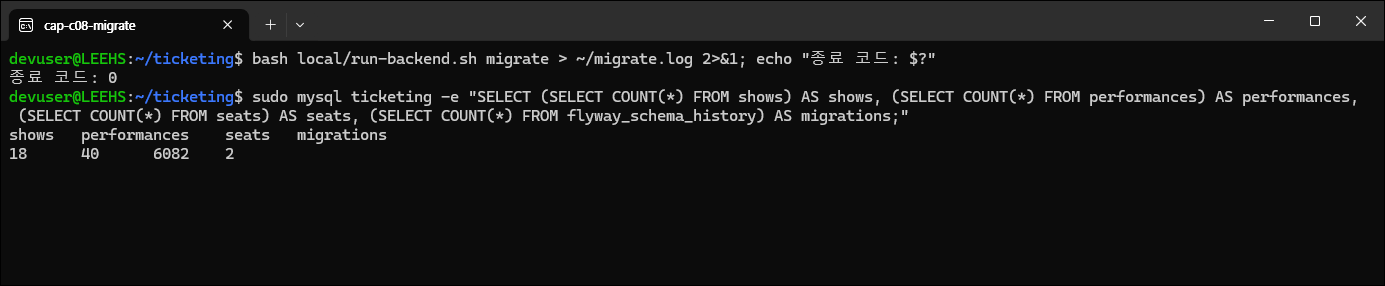 cap-c08-migrate
devuser@LEEHS:~/ticketing$ bash local/run-backend.sh migrate > ~/migrate.log 2>&1; echo "종료 코드: $?"
종료 코드: 0
devuser@LEEHS:~/ticketing$ sudo mysql ticketing -e "SELECT (SELECT COUNT(*) FROM shows) AS shows, (SELECT COUNT(*) FROM performances) AS performances,
(SELECT COUNT(*) FROM seats) AS seats, (SELECT COUNT(*) FROM flyway_schema_history) AS migrations;"
shows performances seats migrations
18 40 6082 2